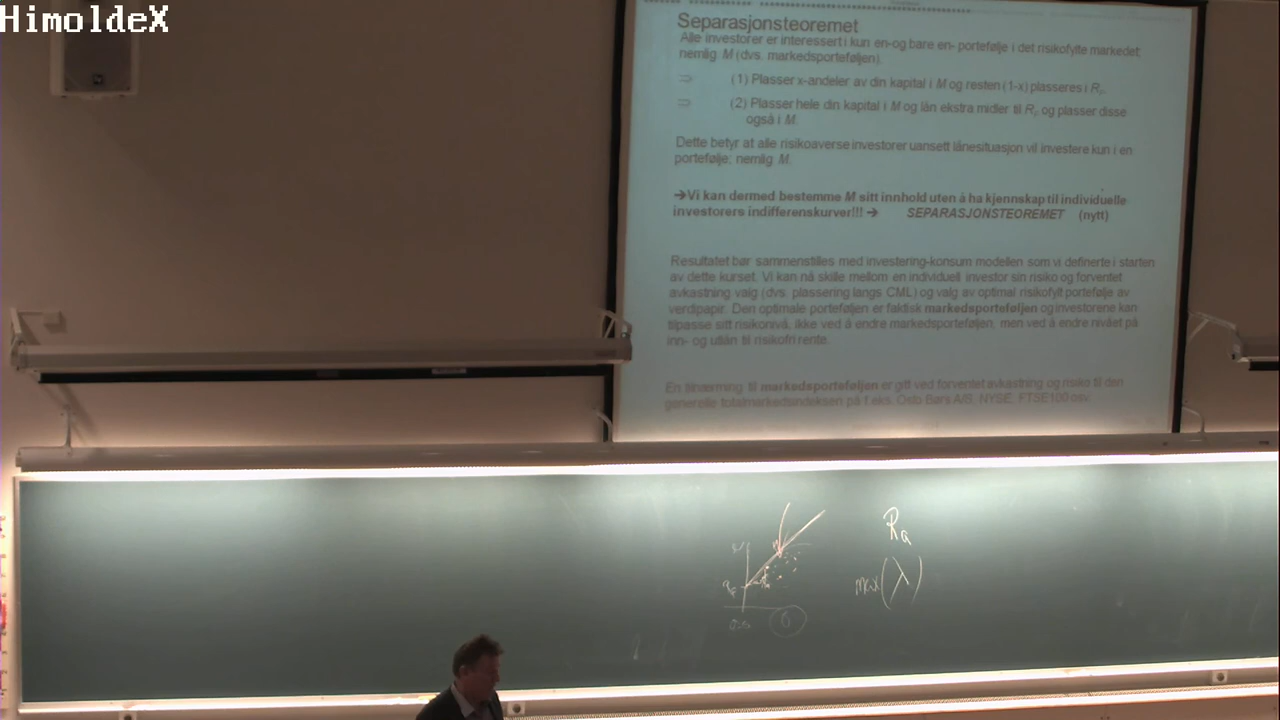 HimoldeX
Separasjonsteoremet
Alle investorer er interessert i kun en-og bare en- portefølje i det risikofylte markedet;
nemlig M (dvs. markedsporteføljen).
⇒ (1) Plasser x-andeler av din kapital i M og resten (1-x) plasseres i
⇒ (2) Plasser hele din kapital i M og lån ekstra midler til og plasser disse
også i M.
Dette betyr at alle risikoaverse investorer uansett lånesituasjon vil investere kun i en
portefølje; nemlig M.
→Vi kan dermed bestemme M sitt innhold uten å ha kjennskap til individuelle
investorers indifferenskurver!!! → SEPARASJONSTEOREMET (nytt)
Resultatet bør sammenstilles med investering-konsum modellen som vi definerte i starten
av dette kurset. Vi kan nå skille mellom en individuell investor sin risiko og forventet
avkastning valg (dvs. plassering langs CML) og valg av optimal risikofylt portefølje av
verdipapir. Den optimale porteføljen er faktisk markedsporteføljen og investorene kan
tilpasse sitt risikonivå, ikke ved å endre markedsporteføljen, men ved å endre nivået på
inn- og utlån til risikofri rente.
En tilnærming til markedsporteføljen er gitt ved forventet avkastning og risiko til den
generelle totalmarkedsindeksen på f.eks. Oslo Børs A/S, NYSE, FTSE100 osv.
max(λ)